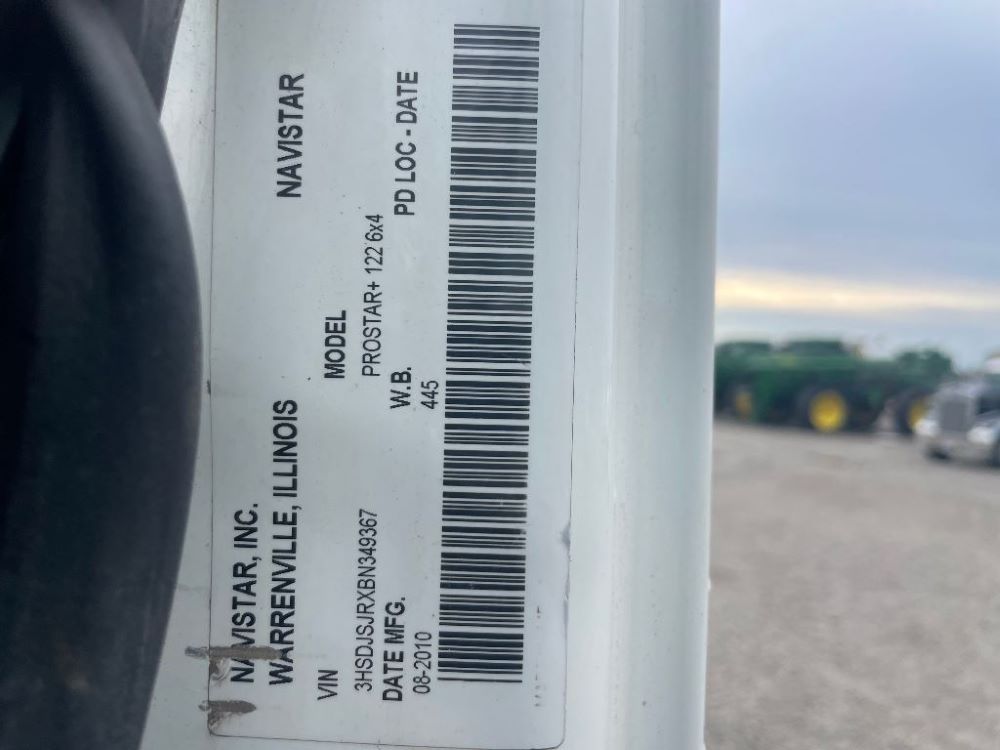 NAVISTAR, INC. NAVISTAR
WARRENVILLE, ILLINOIS
VIN MODEL
3HSDJSJRXBN349367 PROSTAR+ 122 6x4
DATE MFG. W.B. PD LOC - DATE
08-2010 445